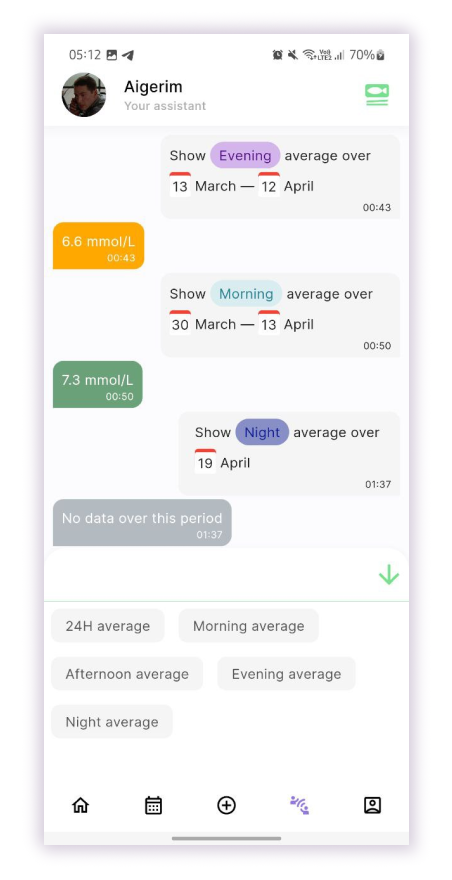 05:12 Vo)) LTE2 70%
Aigerim
Your assistant
Show Evening average over
13 March — 12 April
00:43
6.6 mmol/L
00:43
Show Morning average over
30 March — 13 April
00:50
7.3 mmol/L
00:50
Show Night average over
19 April
01:37
No data over this period
01:37
24H average Morning average
Afternoon average Evening average
Night average